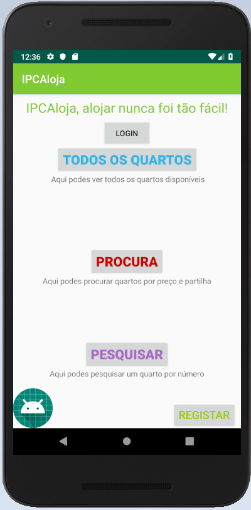 12:36
IPCAloja
IPCAloja, alojar nunca foi tão fácil!
LOGIN
TODOS OS QUARTOS
Aqui podes ver todos os quartos disponíveis
PROCURA
Aqui podes procurar quartos por preço e partilha
PESQUISAR
Aqui podes pesquisar um quarto por número
REGISTAR